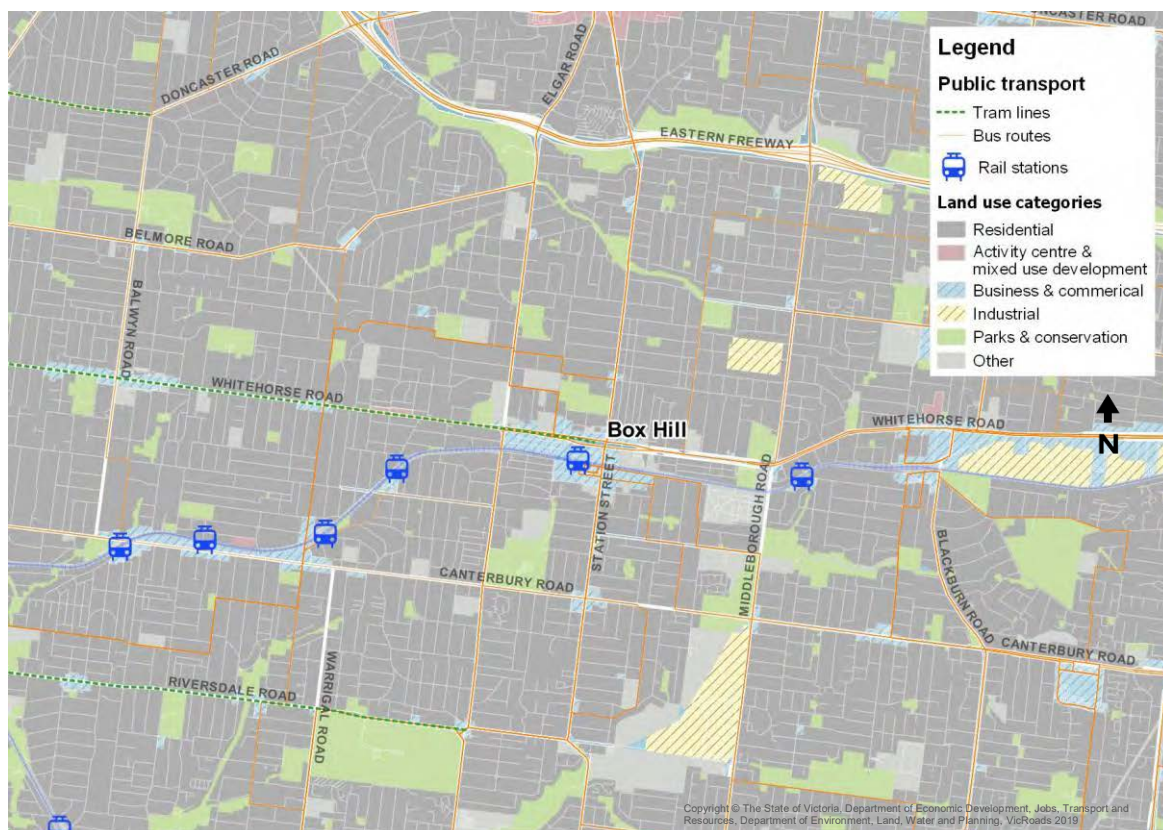 DONCASTER ROAD
ELGAR ROAD
NCASTER ROAD
EASTERN FREEWAY
BELMORE ROAD
BALWYN ROAD
WHITEHORSE ROAD
Box Hill
WHITEHORSE ROAD
STATION STREET
MIDDLEBOROUGH ROAD
BLACKBURN ROAD
CANTERBURY ROAD
CANTERBURY ROAD
RIVERSDALE ROAD
WARRIGAL ROAD
Legend
Public transport
Tram lines
Bus routes
Rail stations
Land use categories
Residential
Activity centre &
mixed use development
Business & commerical
Industrial
Parks & conservation
Other
N
Copyright © The State of Victoria, Department of Economic Development, Jobs, Transport and
Resources, Department of Environment, Land, Water and Planning, VicRoads 2019